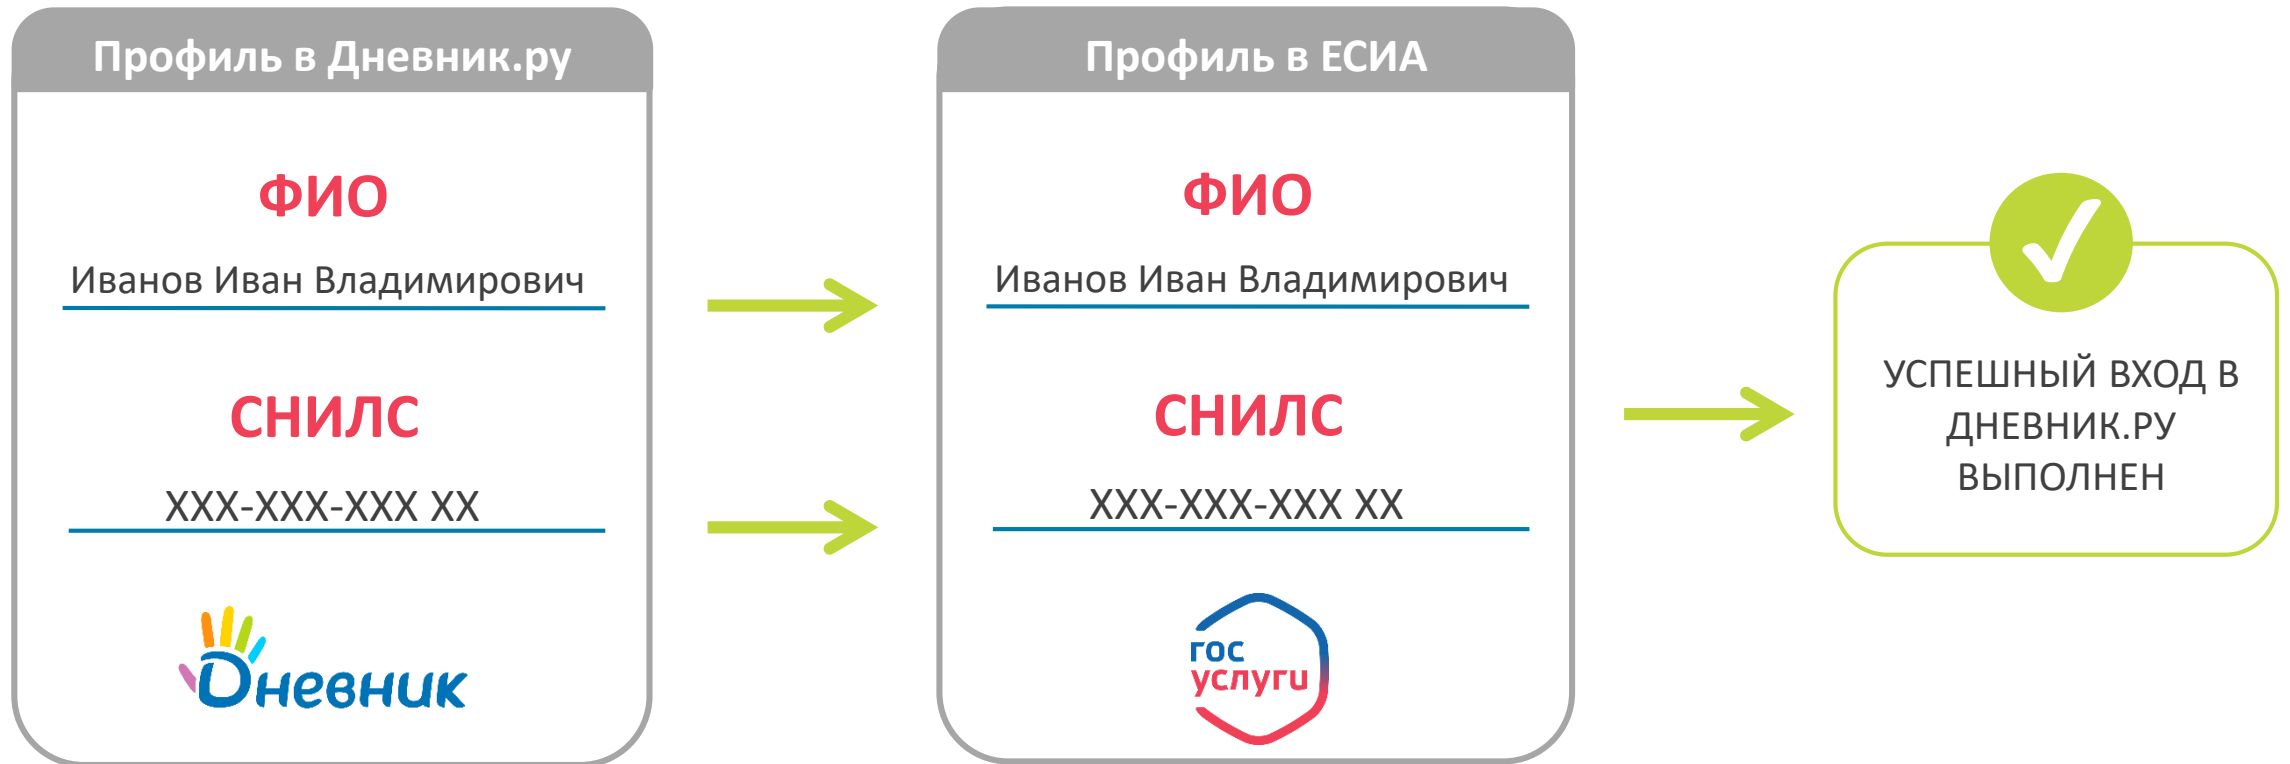 Профиль в Дневник.ру
ФИО
Иванов Иван Владимирович
СНИЛС
XXX-XXX-XXX XX
Дневник
Профиль в ЕСИА
ФИО
Иванов Иван Владимирович
СНИЛС
XXX-XXX-XXX XX
гос
услуги
УСПЕШНЫЙ ВХОД В
ДНЕВНИК.РУ
ВЫПОЛНЕН